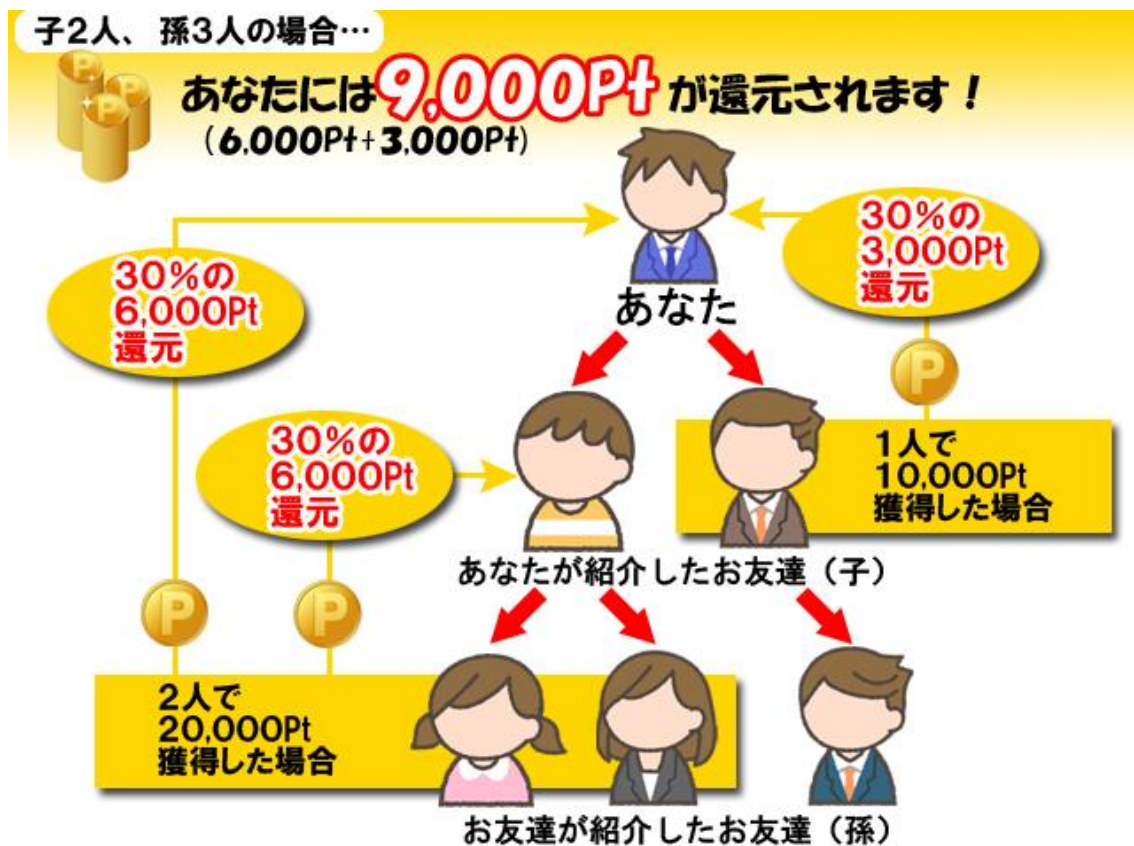 子2人、孫3人の場合…
あなたには9,000Ptが還元されます！
(6,000Pt+3,000Pt)
30％の
3,000Pt
還元
30％の
6,000Pt
還元
あなた
P
30％の
6,000Pt
還元
1人で
10,000Pt
獲得した場合
あなたが紹介したお友達（子）
P
P
2人で
20,000Pt
獲得した場合
お友達が紹介したお友達（孫）